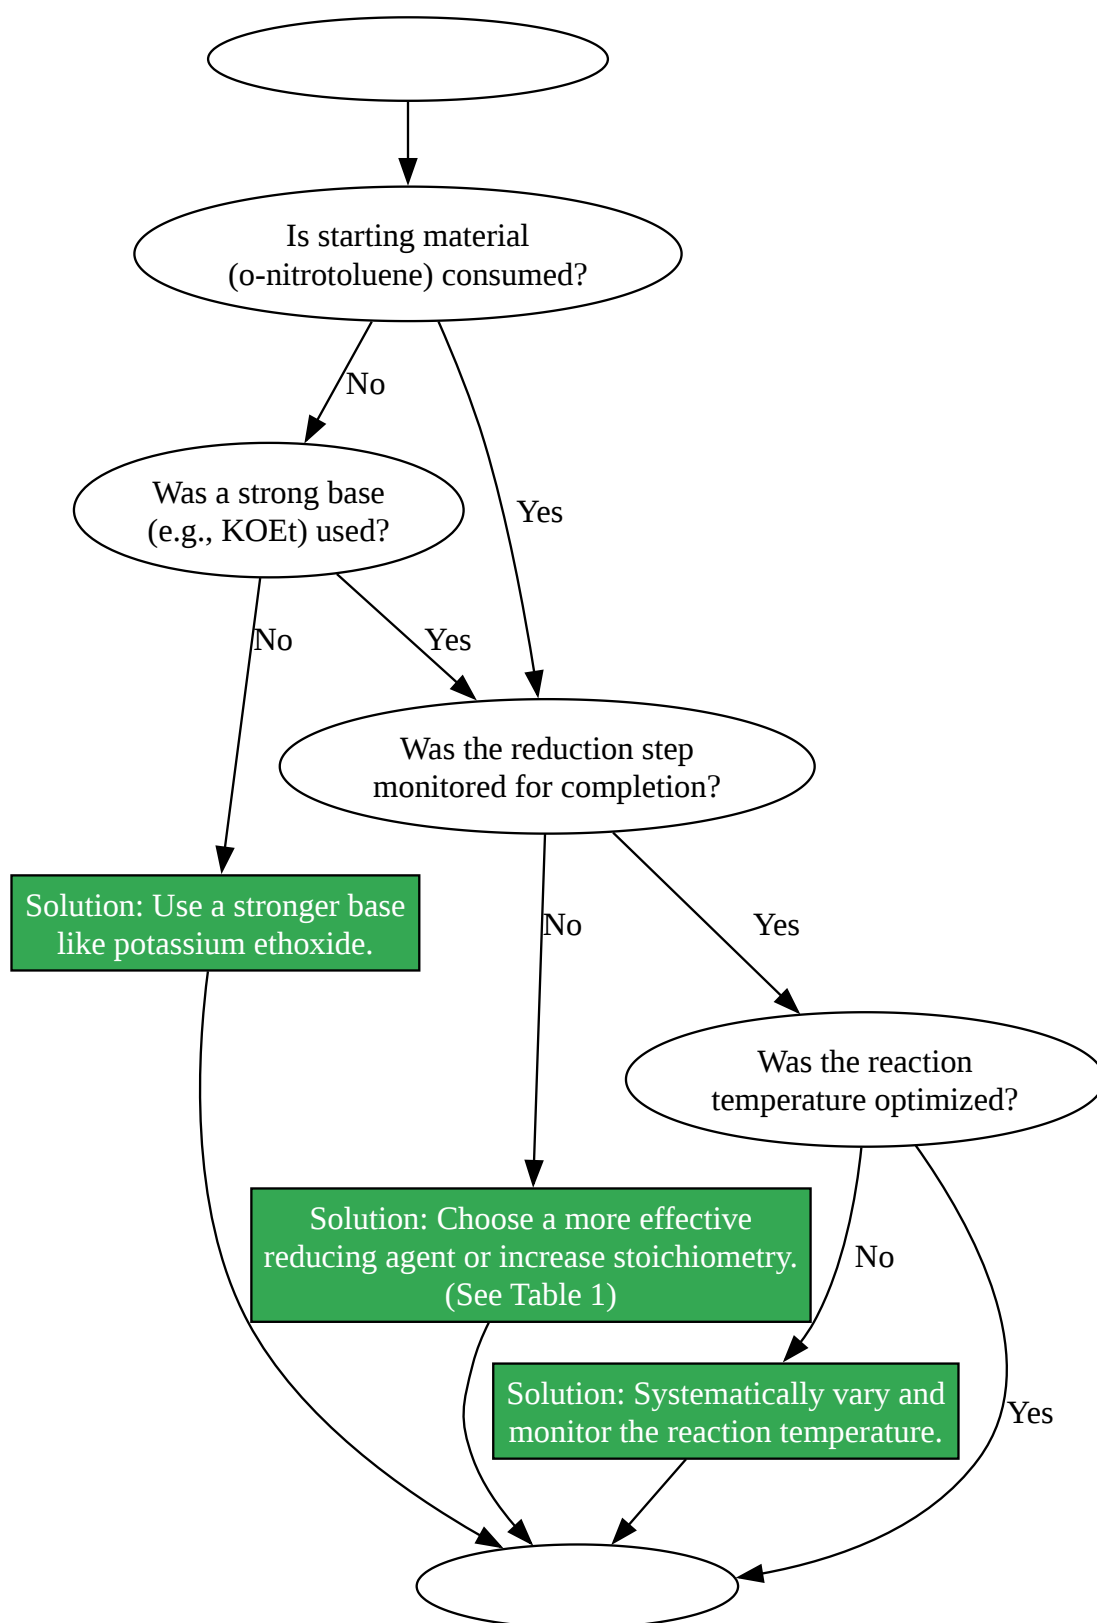 Is starting material
(o-nitrotoluene) consumed?
No
Was a strong base
(e.g., KOEt) used?
Yes
No
Yes
Was the reduction step
monitored for completion?
Solution: Use a stronger base
like potassium ethoxide.
No
Yes
Was the reaction
temperature optimized?
Solution: Choose a more effective
reducing agent or increase stoichiometry.
(See Table 1)
No
Solution: Systematically vary and
monitor the reaction temperature.
Yes